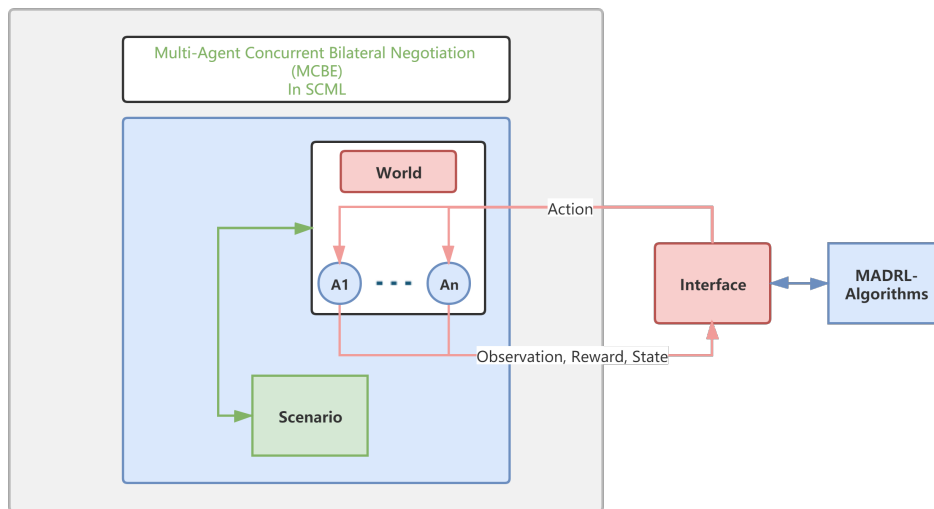 Multi-Agent Concurrent Bilateral Negotiation
(MCBE)
In SCML
World
Action
A1
An
Interface
MADRL-
Algorithms
Observation, Reward, State
Scenario